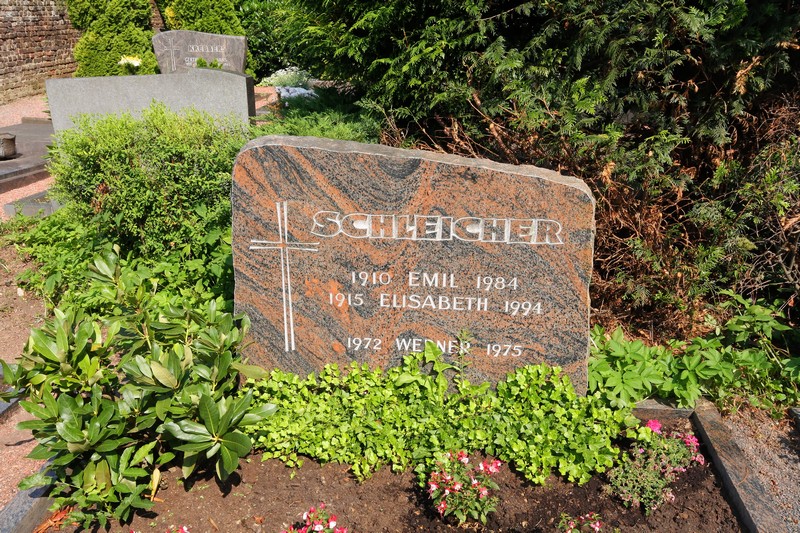 SCHLEICHER
1910 EMIL 1984
1915 ELISABETH 1994
1972 WERNER 1975